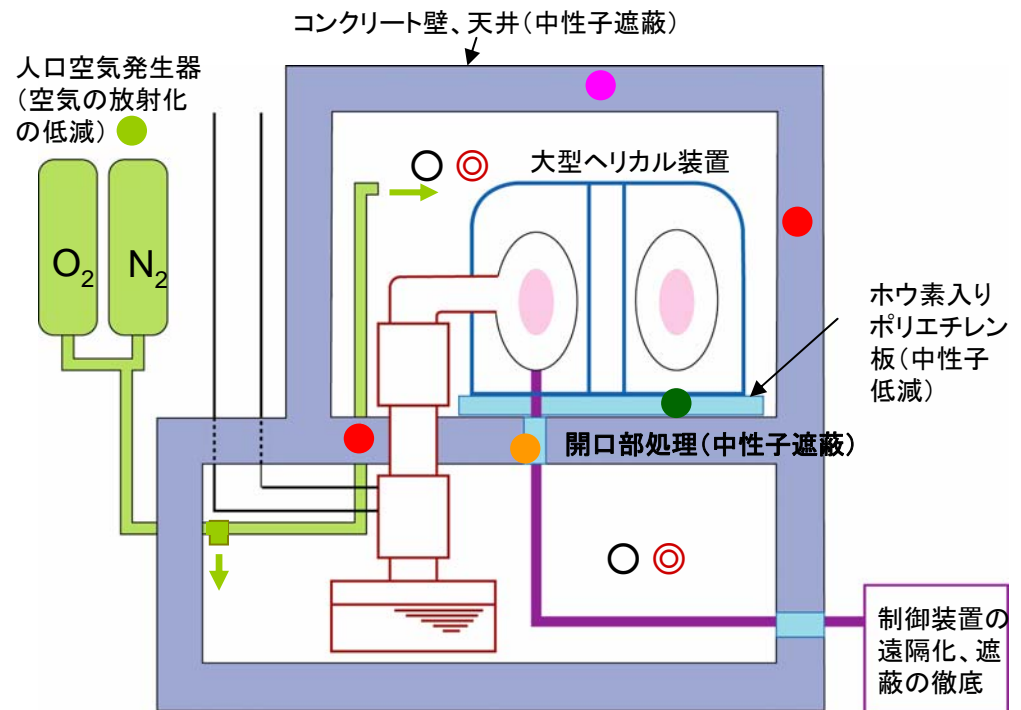 コンクリート壁、天井(中性子遮蔽)
人口空気発生器
(空気の放射化
の低減)
大型ヘリカル装置
O2
N2
ホウ素入り
ポリエチレン
板(中性子
低減)
開口部処理(中性子遮蔽)
制御装置の
遠隔化、遮
蔽の徹底